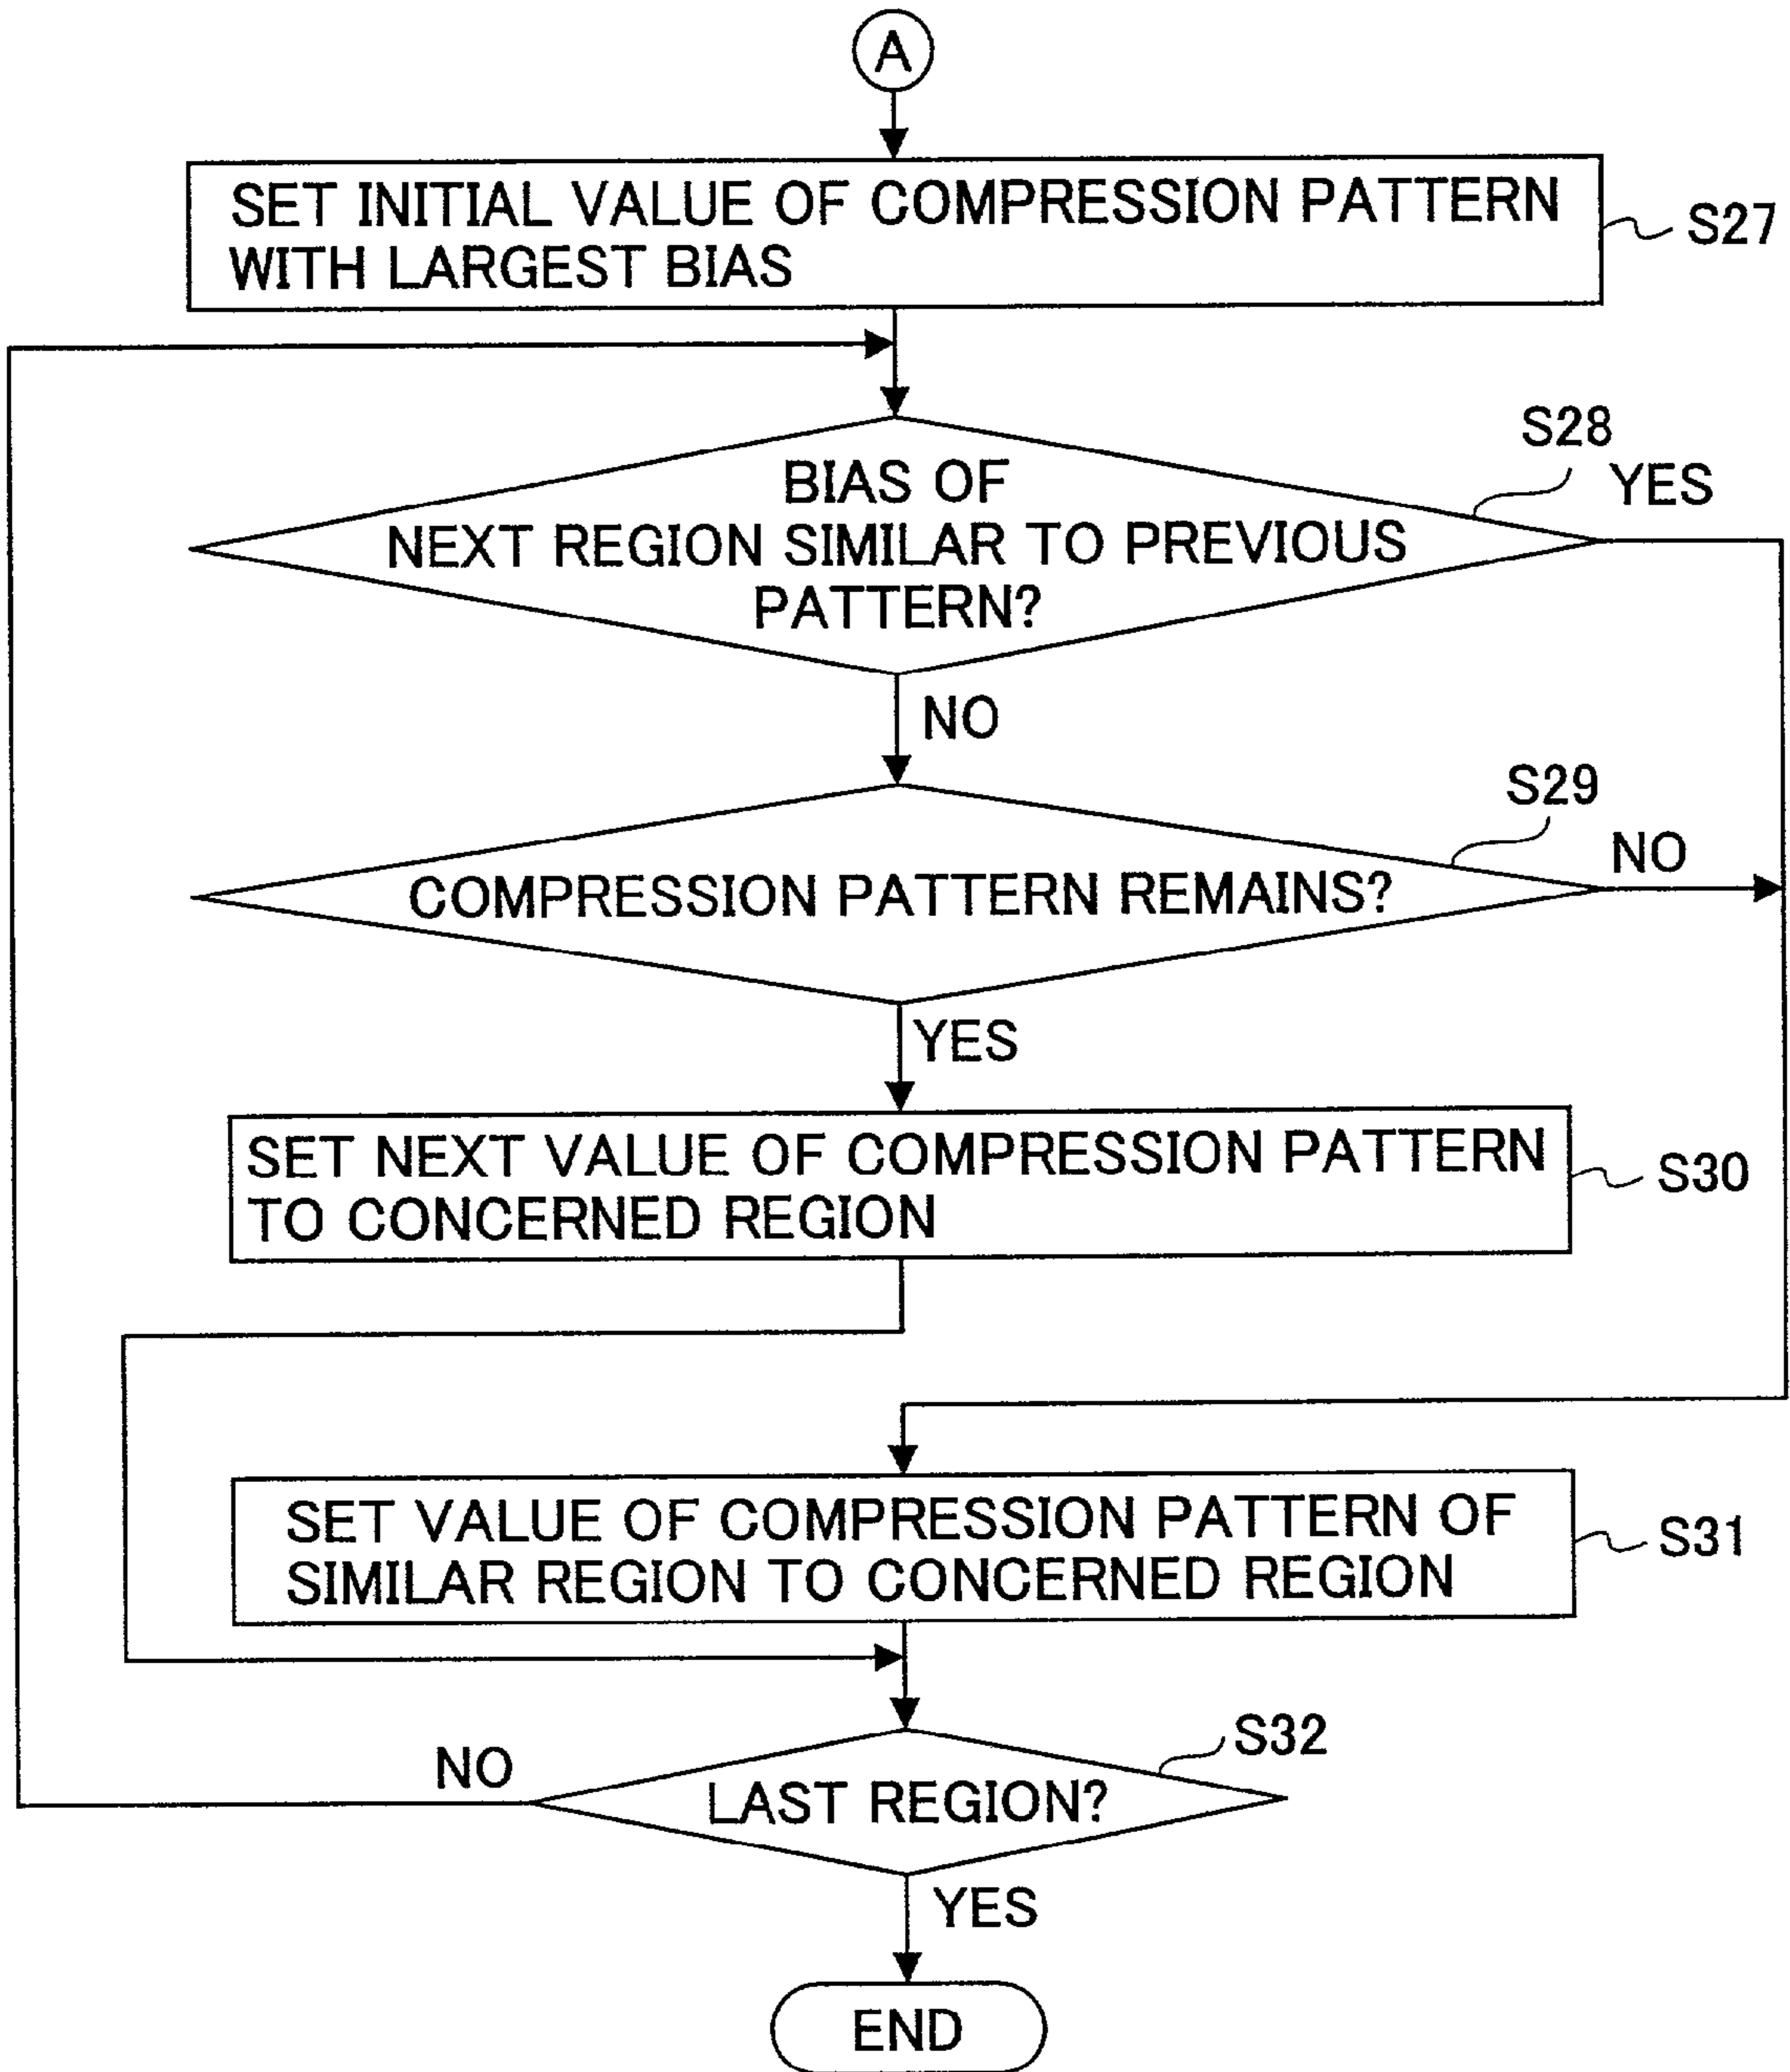 A
SET INITIAL VALUE OF COMPRESSION PATTERN
WITH LARGEST BIAS
S27
S28
YES
BIAS OF
NEXT REGION SIMILAR TO PREVIOUS
PATTERN?
NO
S29
NO
COMPRESSION PATTERN REMAINS?
YES
SET NEXT VALUE OF COMPRESSION PATTERN
TO CONCERNED REGION
S30
SET VALUE OF COMPRESSION PATTERN OF
SIMILAR REGION TO CONCERNED REGION
S31
S32
NO
LAST REGION?
YES
END